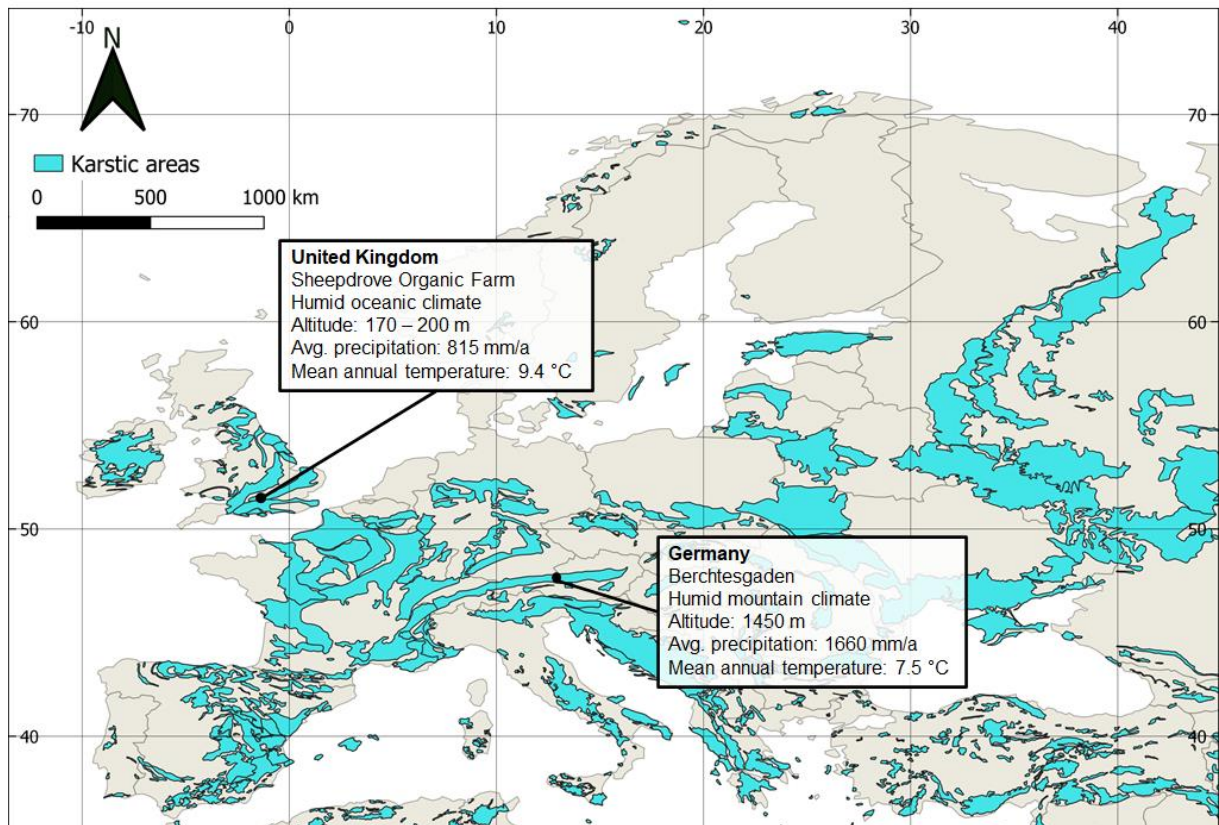 -10 0 10 20 30 40
N
70 70
Karstic areas
0 500 1000 km
United Kingdom
Sheepdrove Organic Farm
Humid oceanic climate
Altitude: 170 – 200 m
Avg. precipitation: 815 mm/a
Mean annual temperature: 9.4 °C
60 60
50 50
Germany
Berchtesgaden
Humid mountain climate
Altitude: 1450 m
Avg. precipitation: 1660 mm/a
Mean annual temperature: 7.5 °C
40 40